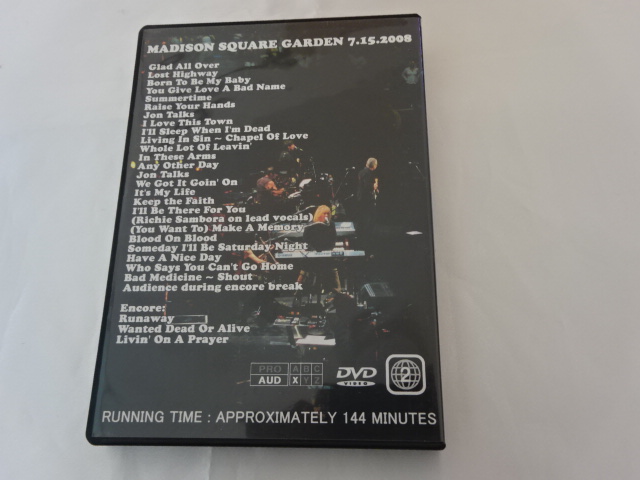 MADISON SQUARE GARDEN 7.15.2008
Glad All Over
Lost Highway
Born To Be My Baby
You Give Love A Bad Name
Summertime
Raise Your Hands
Jon Talks
I Love This Town
I'll Sleep When I'm Dead
Living In Sin ~ Chapel Of Love
Whole Lot Of Leavin'
In These Arms
Any Other Day
Jon Talks
We Got It Goin' On
It's My Life
Keep the Faith
I'll Be There For You
(Richie Sambora on lead vocals)
(You Want To) Make A Memory
Blood On Blood
Someday I'll Be Saturday Night
Have A Nice Day
Who Says You Can't Go Home
Bad Medicine ~ Shout
Audience during encore break
Encore:
Runaway
Wanted Dead Or Alive
Livin' On A Prayer
PRO ABC
AUD XYZ
DVD
VIDEO
2
RUNNING TIME : APPROXIMATELY 144 MINUTES